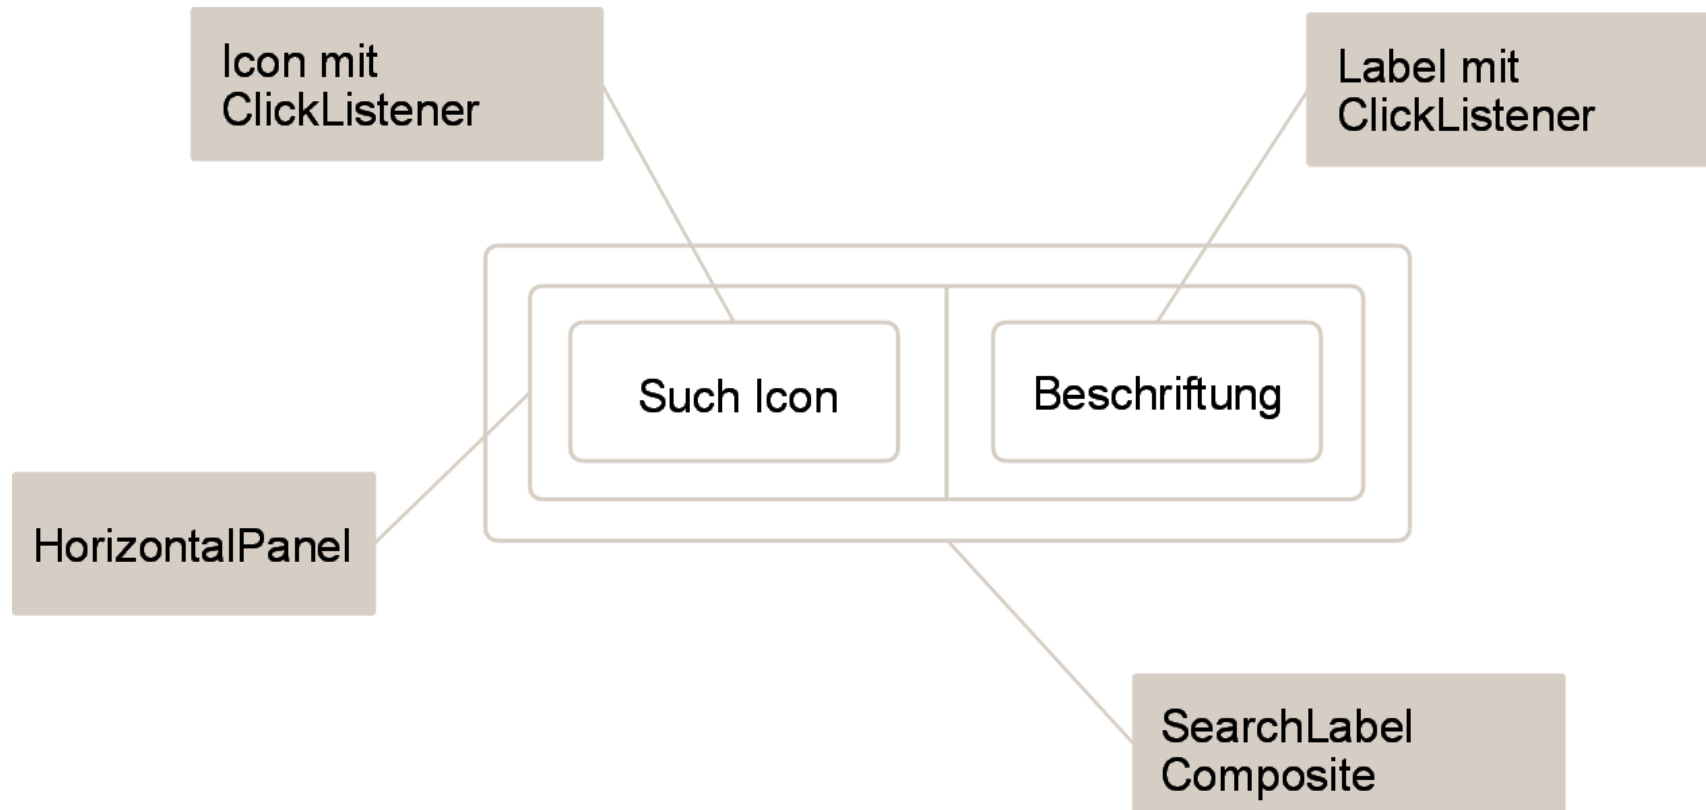 Icon mit
ClickListener
Label mit
ClickListener
Such Icon
Beschriftung
HorizontalPanel
SearchLabel
Composite